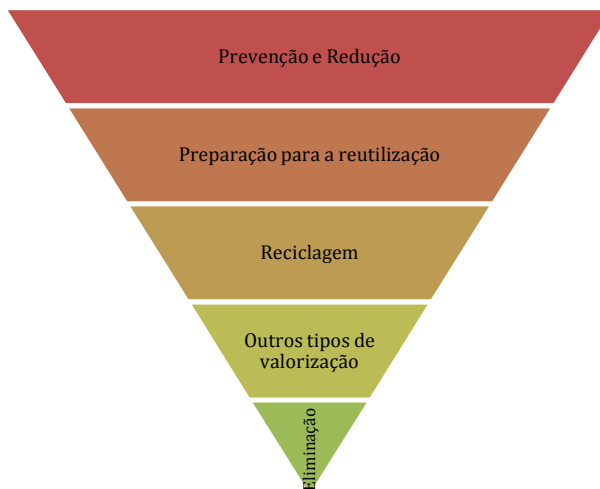 Prevenção e Redução
Preparação para a reutilização
Reciclagem
Outros tipos de
valorização
Eliminação